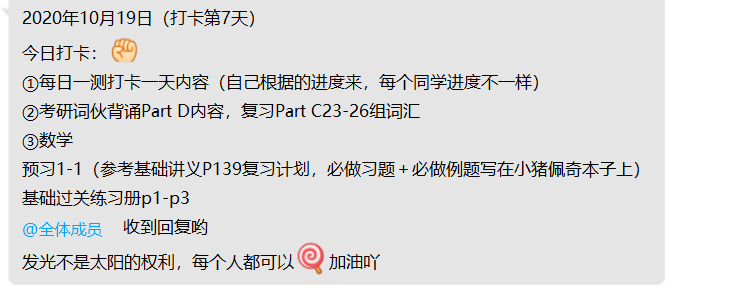 2020年10月19日（打卡第7天）
今日打卡：
①每日一测打卡一天内容（自己根据的进度来，每个同学进度不一样）
②考研词伙背诵Part D内容，复习Part C23-26组词汇
③数学
预习1-1（参考基础讲义P139复习计划，必做习题＋必做例题写在小猪佩奇本子上）
基础过关练习册p1-p3
@全体成员 收到回复哟
发光不是太阳的权利，每个人都可以加油吖